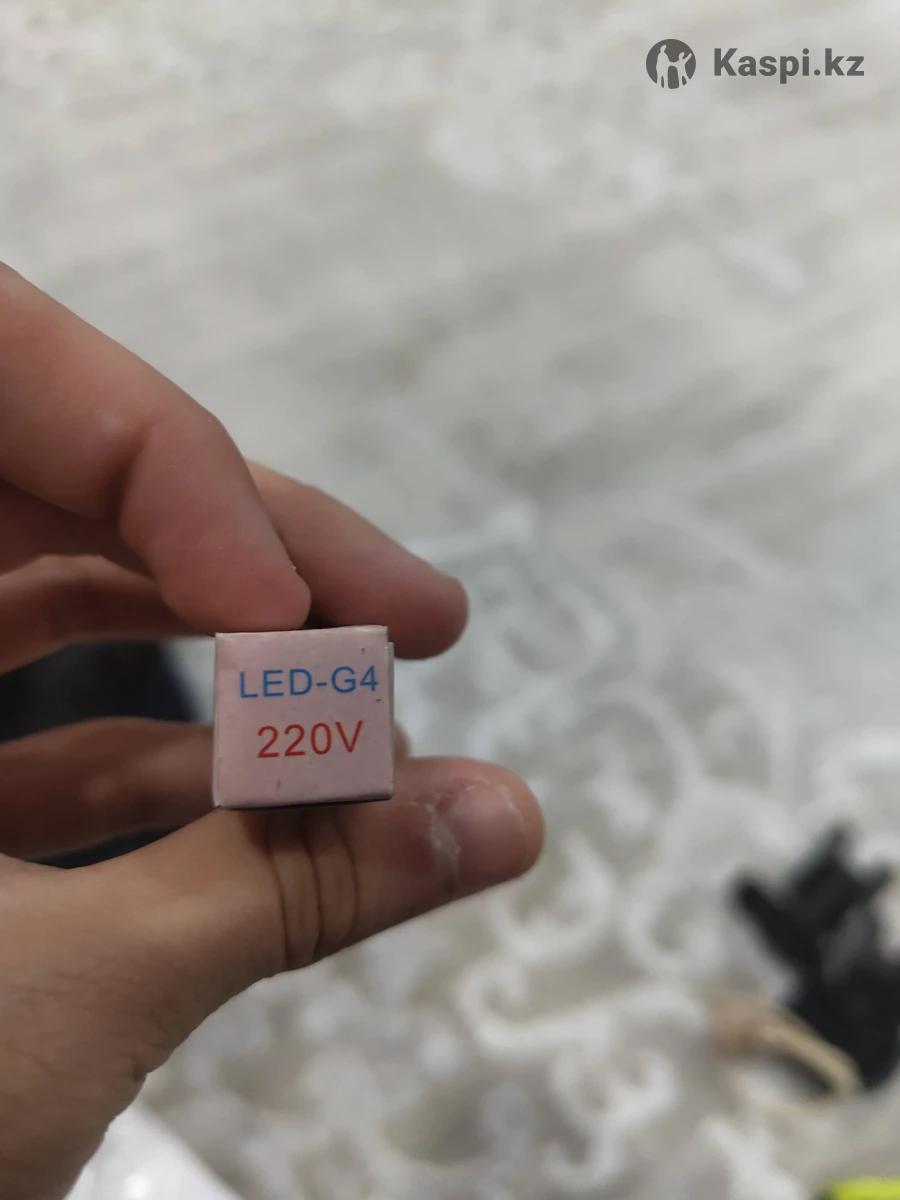 Kaspi.kz
LED-G4
220V